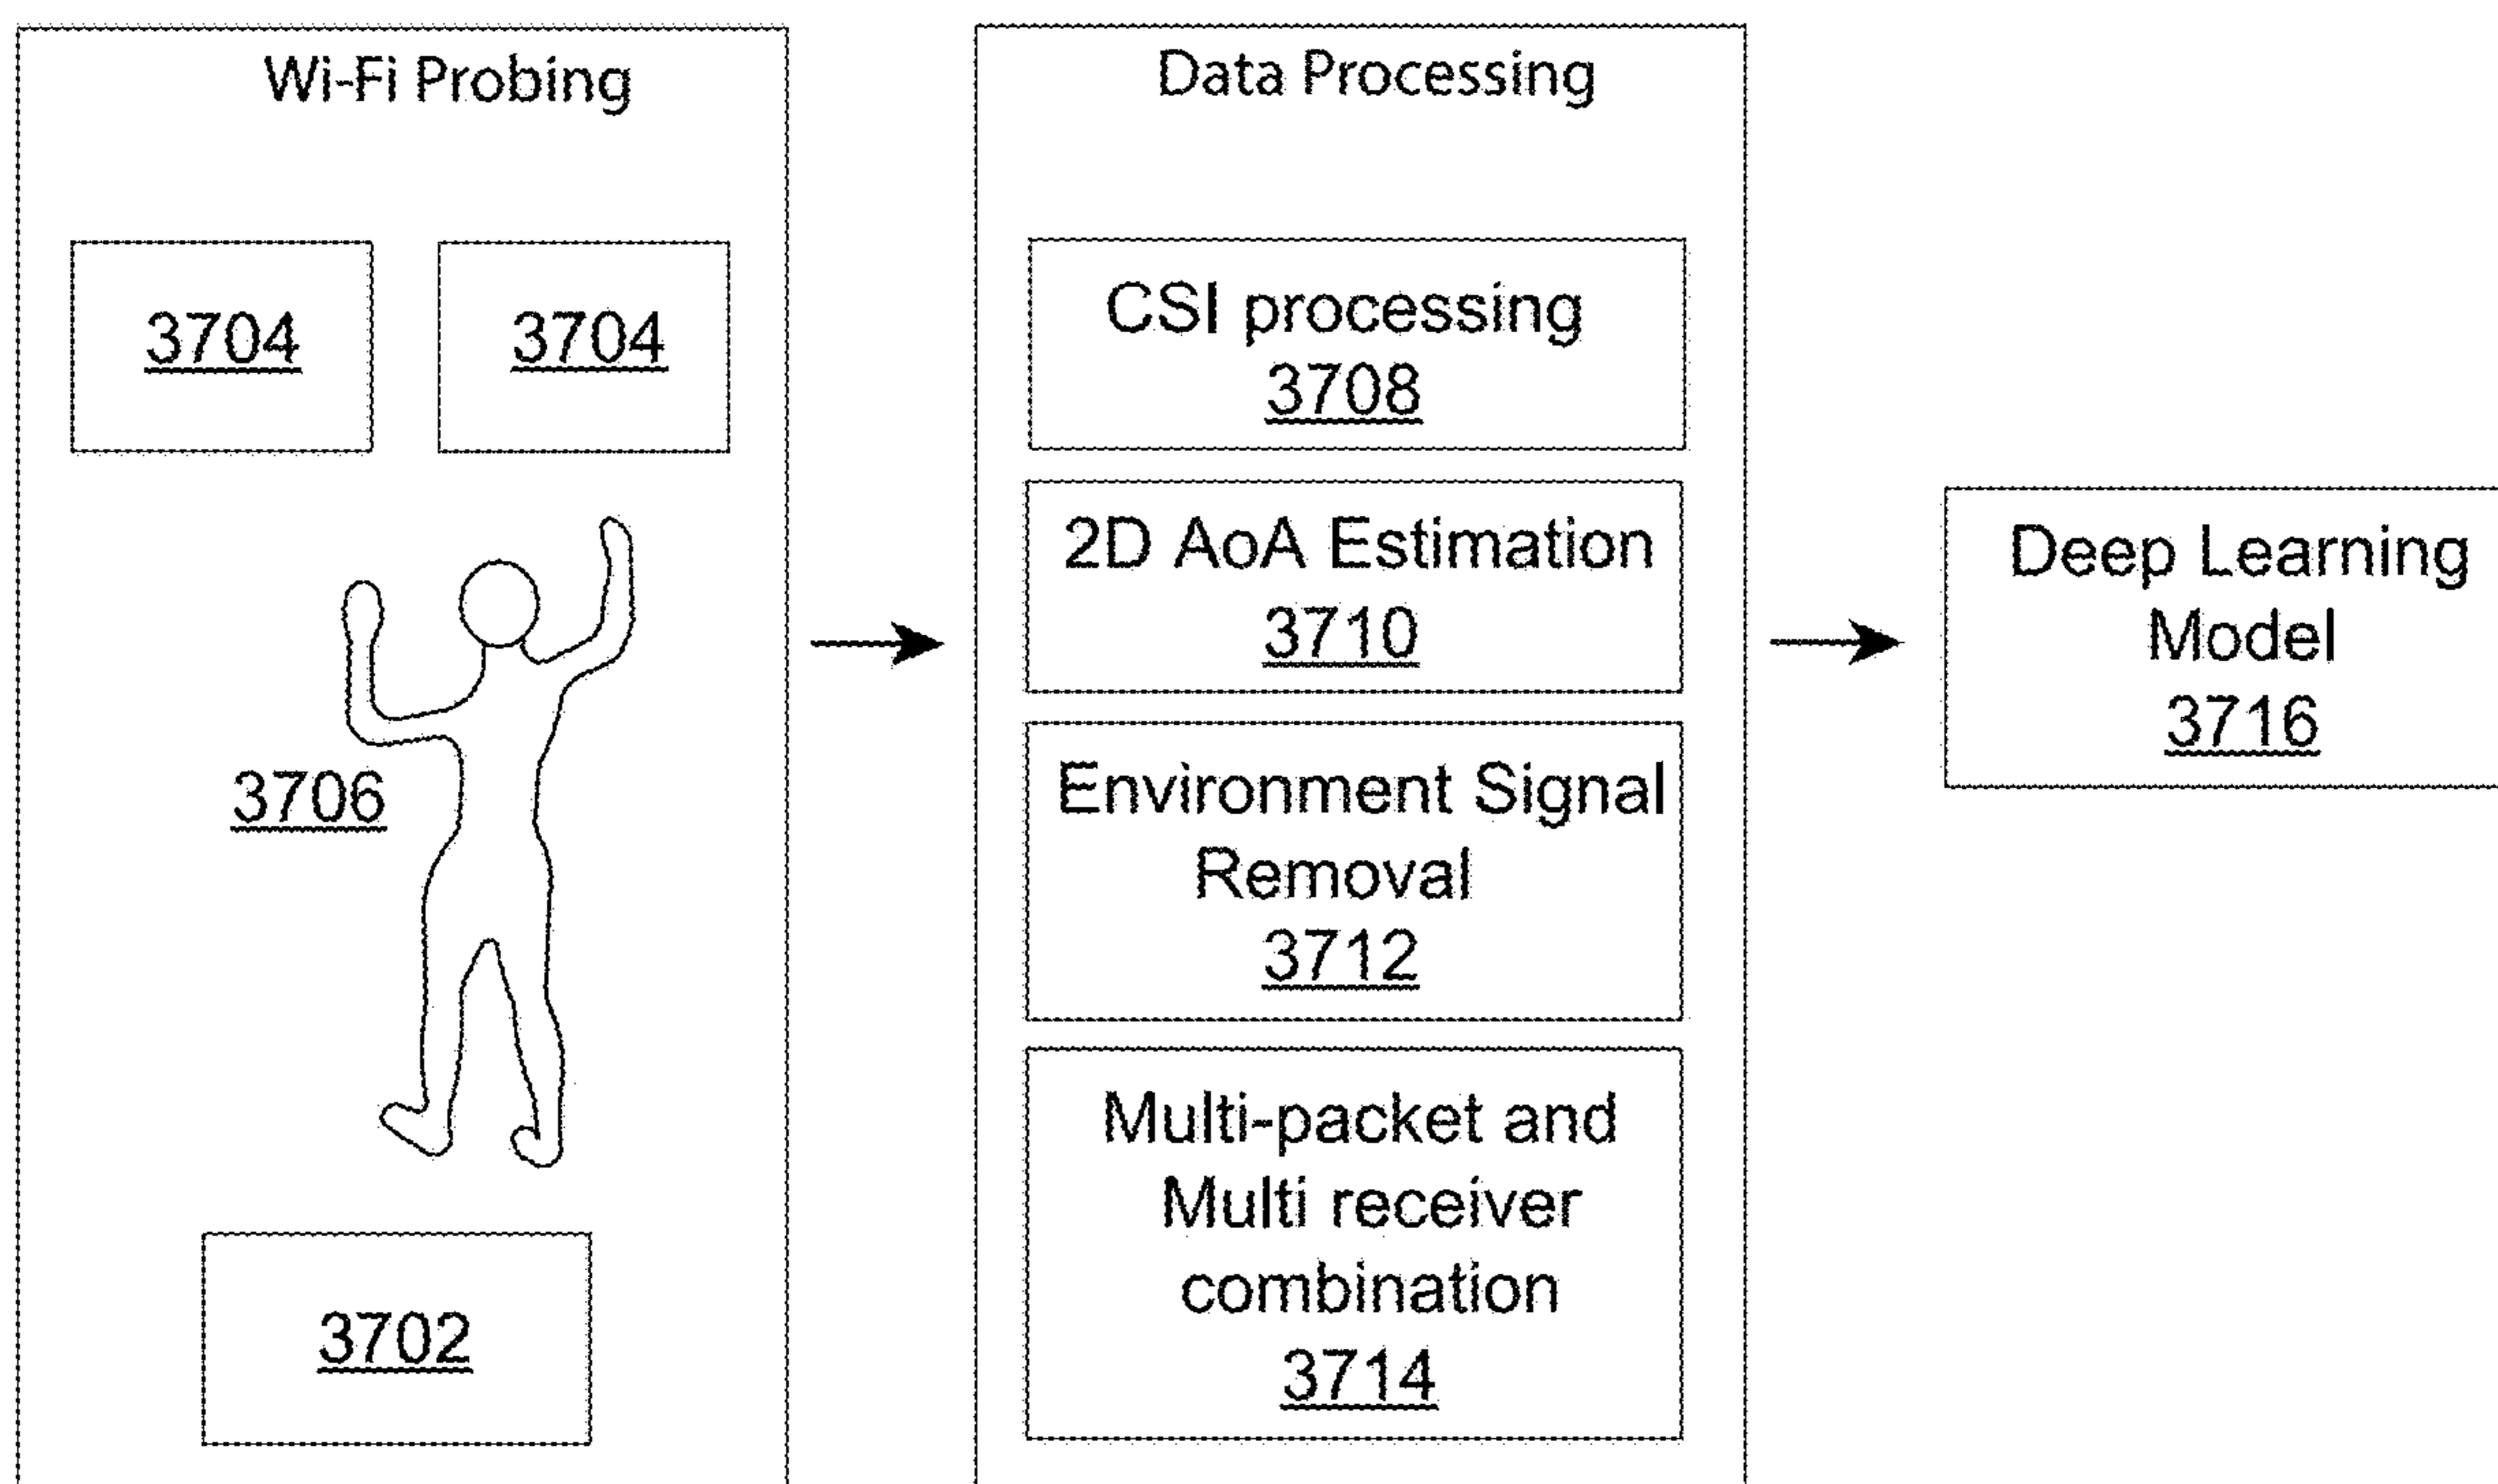 Wi-Fi Probing
3704
3704
3706
3702
Data Processing
CSI processing
3708
2D AoA Estimation
3710
Environment Signal
Removal
3712
Multi-packet and
Multi receiver
combination
3714
Deep Learning
Model
3716